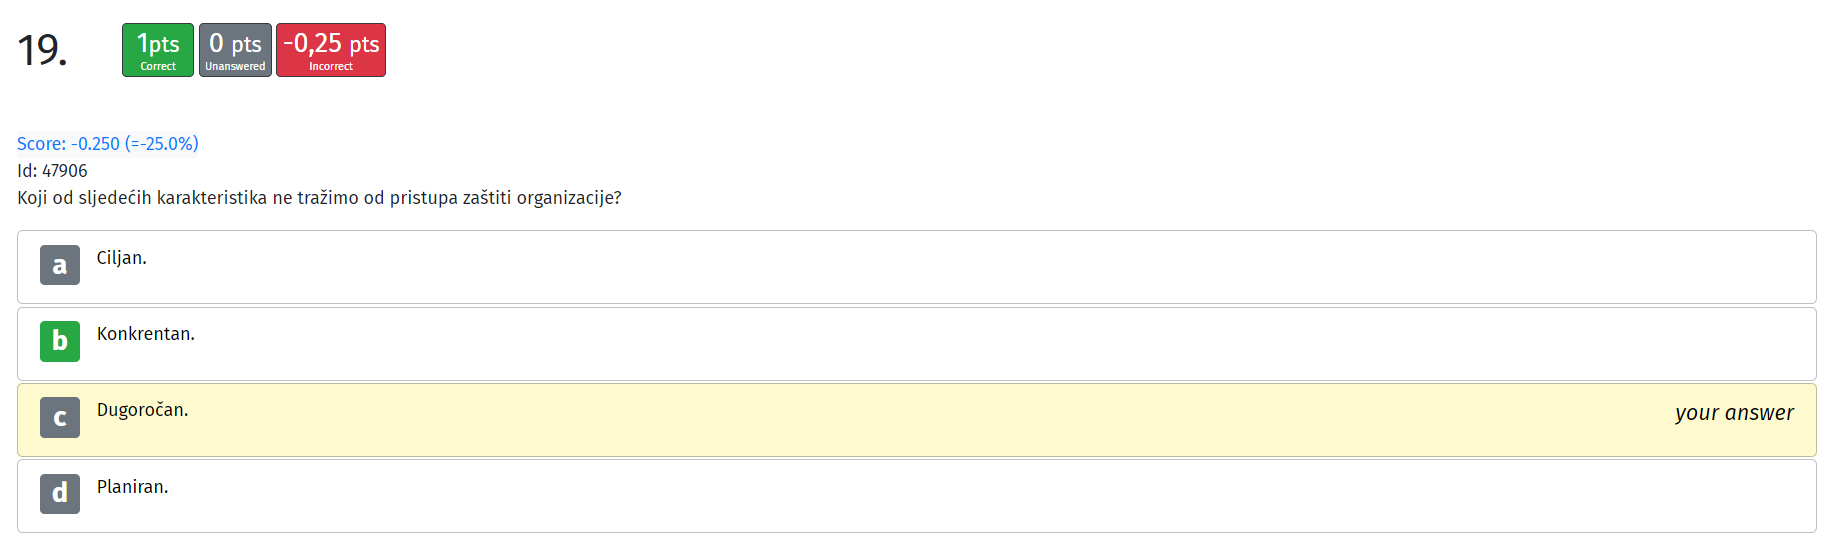 19.
1pts
Correct
0 pts
Unanswered
-0,25 pts
Incorrect
Score: -0.250 (=-25.0%)
Id: 47906
Koji od sljedećih karakteristika ne tražimo od pristupa zaštiti organizacije?
a Ciljan.
b Konkrentan.
c Dugoročan. your answer
d Planiran.